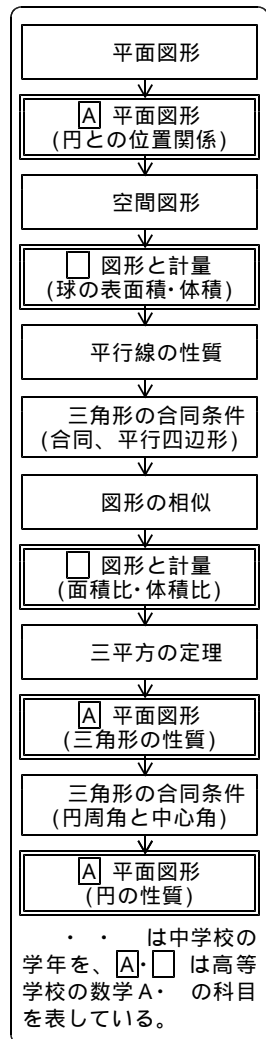 平面図形
A 平面図形
(円との位置関係)
空間図形
図形と計量
(球の表面積・体積)
平行線の性質
三角形の合同条件
(合同、平行四辺形)
図形の相似
図形と計量
(面積比・体積比)
三平方の定理
A 平面図形
(三角形の性質)
三角形の合同条件
(円周角と中心角)
A 平面図形
(円の性質)
・ ・ は中学校の
学年を、A・ は高等
学校の数学A・ の科目
を表している。